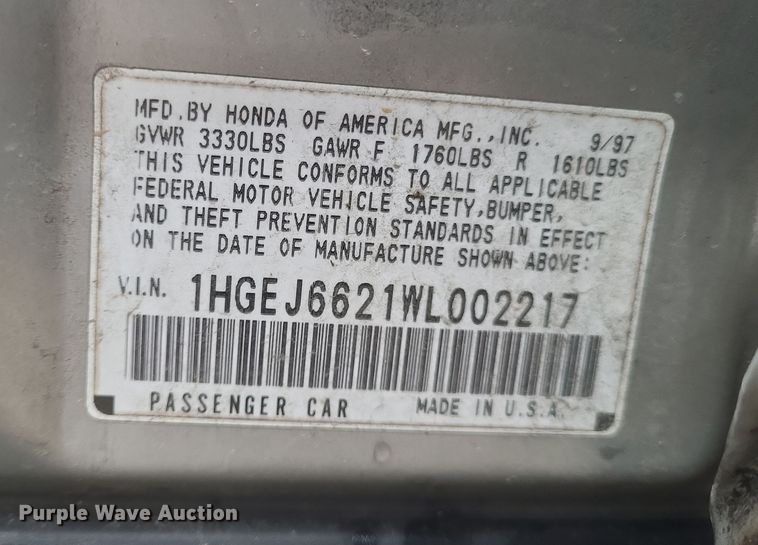 MFD.BY HONDA OF AMERICA MFG.,INC. 9/97
GVWR 3330LBS GAWR F 1760LBS R 1610LBS
THIS VEHICLE CONFORMS TO ALL APPLICABLE
FEDERAL MOTOR VEHICLE SAFETY,BUMPER,
AND THEFT PREVENTION STANDARDS IN EFFECT
ON THE DATE OF MANUFACTURE SHOWN ABOVE:
V.I.N. 1HGEJ6621WL002217
PASSENGER CAR MADE IN U.S.A.
Purple Wave Auction